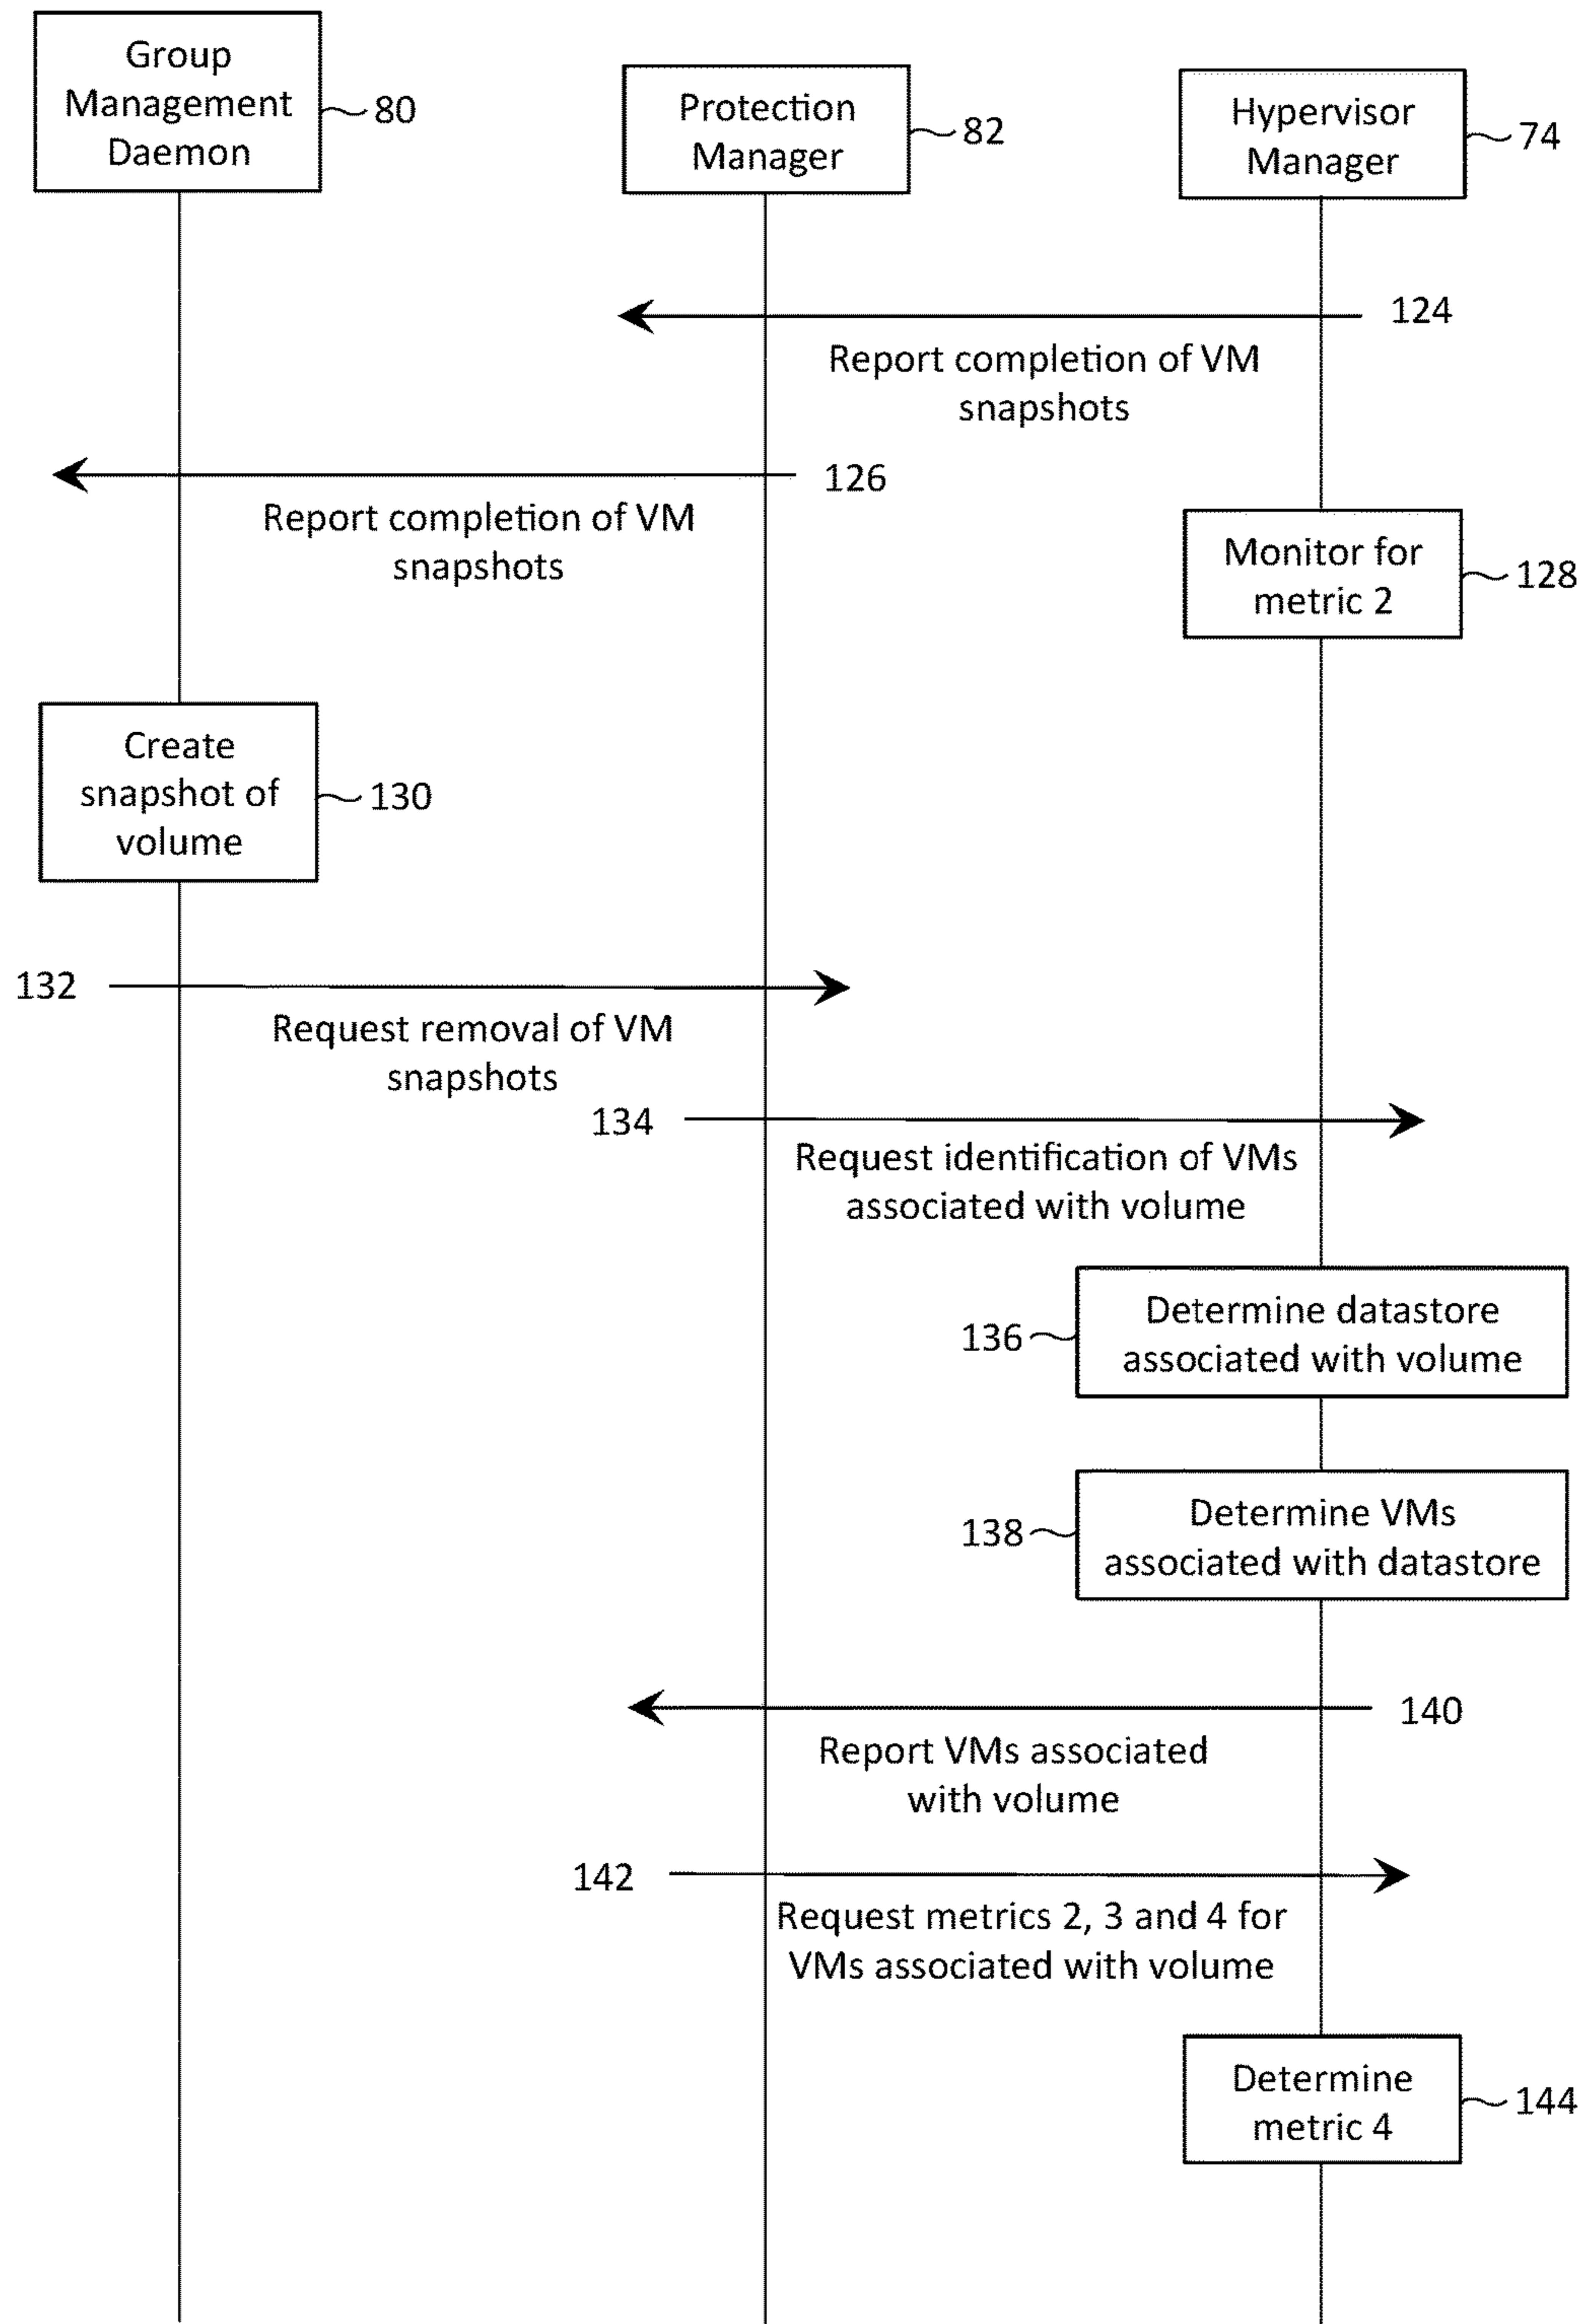 Group
Management
Daemon
80
Protection
Manager
82
Hypervisor
Manager
74
124
Report completion of VM
snapshots
126
Report completion of VM
snapshots
Monitor for
metric 2
128
Create
snapshot of
volume
130
132
Request removal of VM
snapshots
134
Request identification of VMs
associated with volume
136
Determine datastore
associated with volume
138
Determine VMs
associated with datastore
140
Report VMs associated
with volume
142
Request metrics 2, 3 and 4 for
VMs associated with volume
Determine
metric 4
144